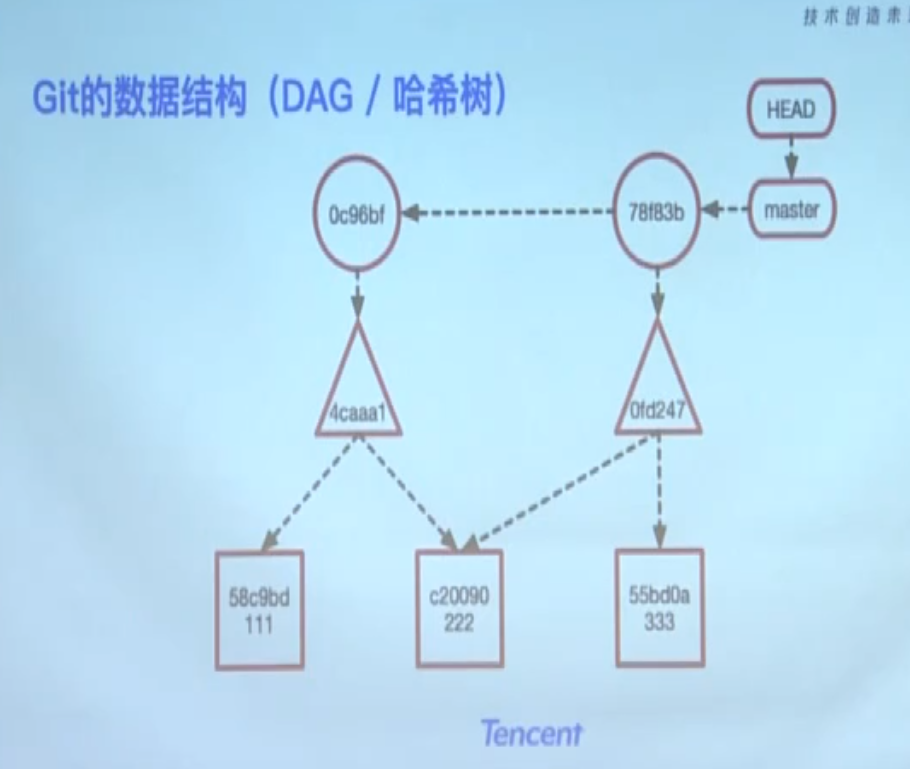 技术创造未
Git的数据结构（DAG / 哈希树）
HEAD
0c96bf
78f83b
master
4caaa1
0fd247
58c9bd
111
c20090
222
55bd0a
333
Tencent